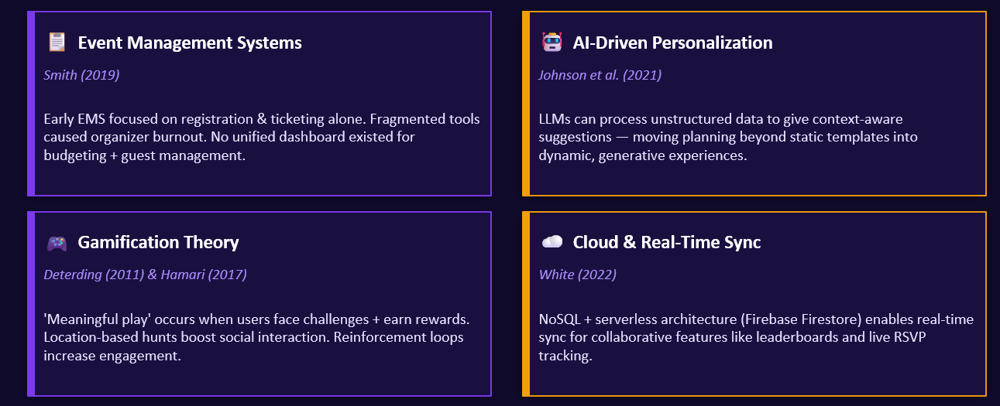 Event Management Systems
Smith (2019)
Early EMS focused on registration & ticketing alone. Fragmented tools
caused organizer burnout. No unified dashboard existed for
budgeting + guest management.
AI-Driven Personalization
Johnson et al. (2021)
LLMs can process unstructured data to give context-aware
suggestions — moving planning beyond static templates into
dynamic, generative experiences.
Gamification Theory
Deterding (2011) & Hamari (2017)
'Meaningful play' occurs when users face challenges + earn rewards.
Location-based hunts boost social interaction. Reinforcement loops
increase engagement.
Cloud & Real-Time Sync
White (2022)
NoSQL + serverless architecture (Firebase Firestore) enables real-time
sync for collaborative features like leaderboards and live RSVP
tracking.